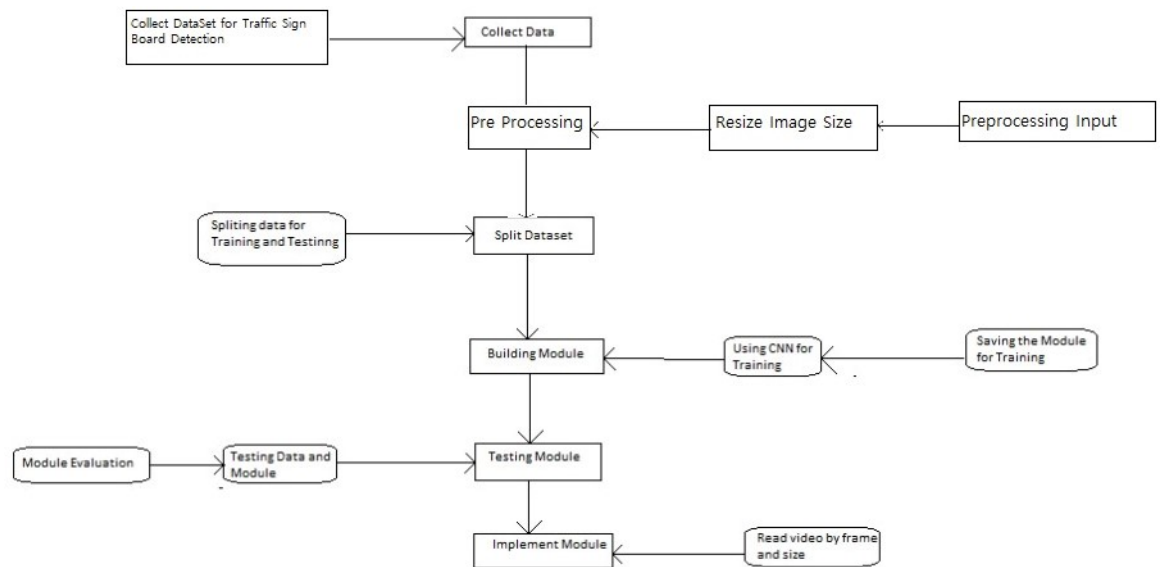 Collect DataSet for Traffic Sign
Board Detection
Collect Data
Pre Processing
Resize Image Size
Preprocessing Input
Spliting data for
Training and Testinng
Split Dataset
Building Module
Using CNN for
Training
Saving the Module
for Training
Module Evaluation
Testing Data and
Module
Testing Module
Implement Module
Read video by frame
and size